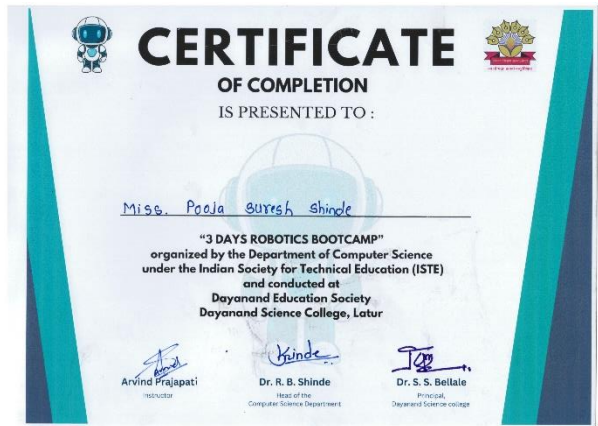 CERTIFICATE
OF COMPLETION
IS PRESENTED TO :
Miss. Pooja Suresh Shinde
“3 DAYS ROBOTICS BOOTCAMP”
organized by the Department of Computer Science
under the Indian Society for Technical Education (ISTE)
and conducted at
Dayanand Education Society
Dayanand Science College, Latur
Arvind Prajapati
Instructor
Dr. R. B. Shinde
Head of the
Computer Science Department
Dr. S. S. Bellale
Principal,
Dayanand Science college